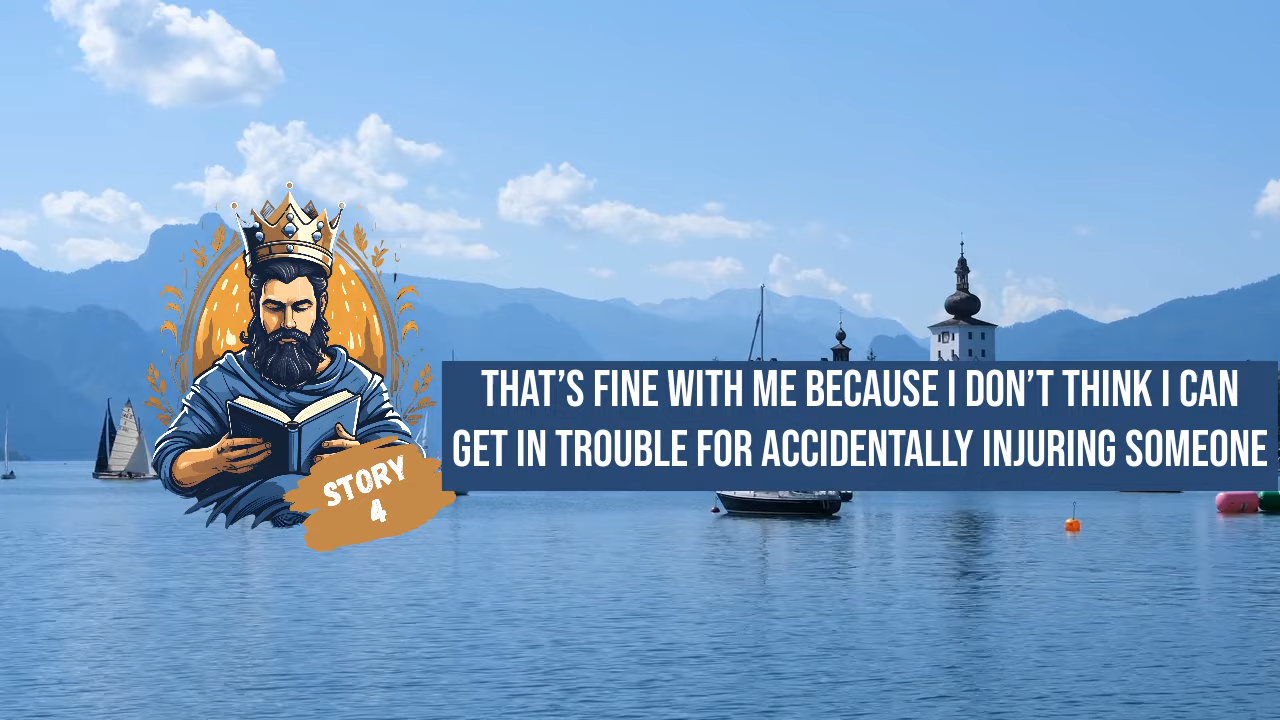 THAT'S FINE WITH ME BECAUSE I DON'T THINK I CAN
GET IN TROUBLE FOR ACCIDENTALLY INJURING SOMEONE
STORY
4